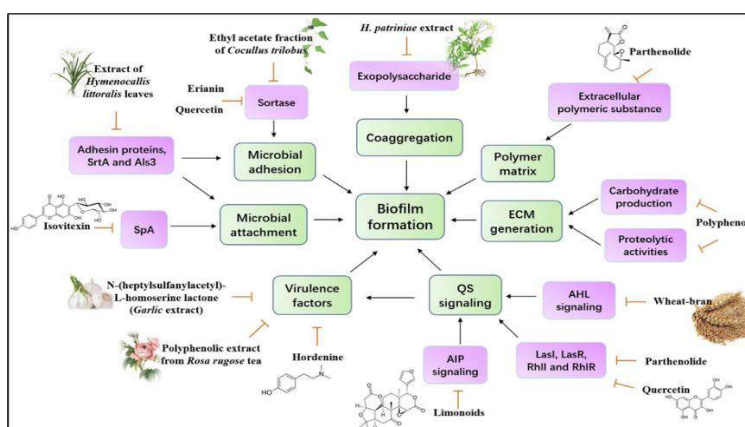 Extract of
Hymenocallis
littoralis leaves
Ethyl acetate fraction
of Cocullus trilobus
Erianin
Quercetin
Sortase
H. patriniae extract
Exopolysaccharide
Coaggregation
Parthenolide
Extracellular
polymeric substance
Adhesin proteins,
SrtA and Als3
Microbial
adhesion
Polymer
matrix
Isovitexin
SpA
Microbial
attachment
Biofilm
formation
ECM
generation
Carbohydrate
production
Proteolytic
activities
Polyphenol
N-(heptylsulfanylacetyl)-
L-homoserine lactone
(Garlic extract)
Virulence
factors
QS
signaling
AHL
signaling
Wheat-bran
Polyphenolic extract
from Rosa rugose tea
Hordenine
AIP
signaling
Limonoids
LasI, LasR,
RhlI and RhlR
Parthenolide
Quercetin